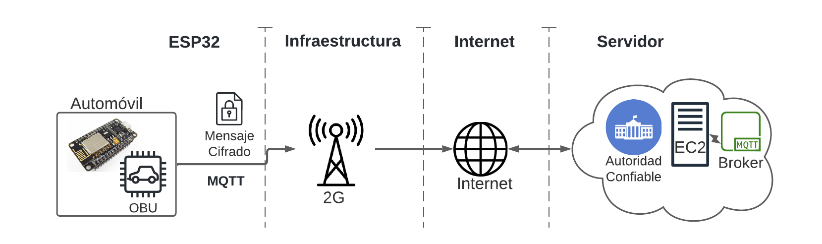 ESP32
Infraestructura
Internet
Servidor
Automóvil
OBU
Mensaje
Cifrado
MQTT
2G
Internet
Autoridad
Confiable
EC2
MQTT
Broker